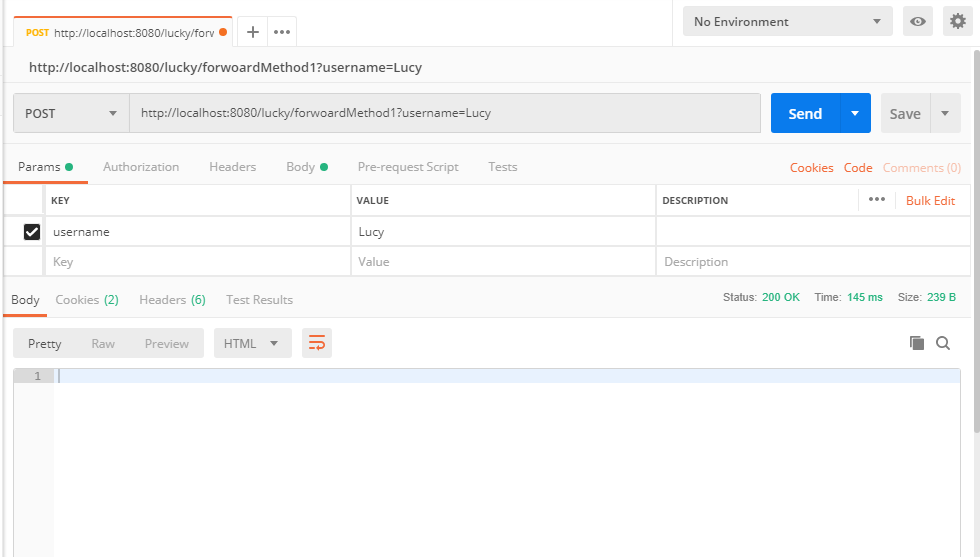 POST http://localhost:8080/lucky/forw
No Environment
http://localhost:8080/lucky/forwoardMethod1?username=Lucy
POST http://localhost:8080/lucky/forwoardMethod1?username=Lucy Send Save
Params Authorization Headers Body Pre-request Script Tests Cookies Code Comments (0)
KEY VALUE DESCRIPTION Bulk Edit
username Lucy
Key Value Description
Body Cookies (2) Headers (6) Test Results Status: 200 OK Time: 145 ms Size: 239 B
Pretty Raw Preview HTML
1